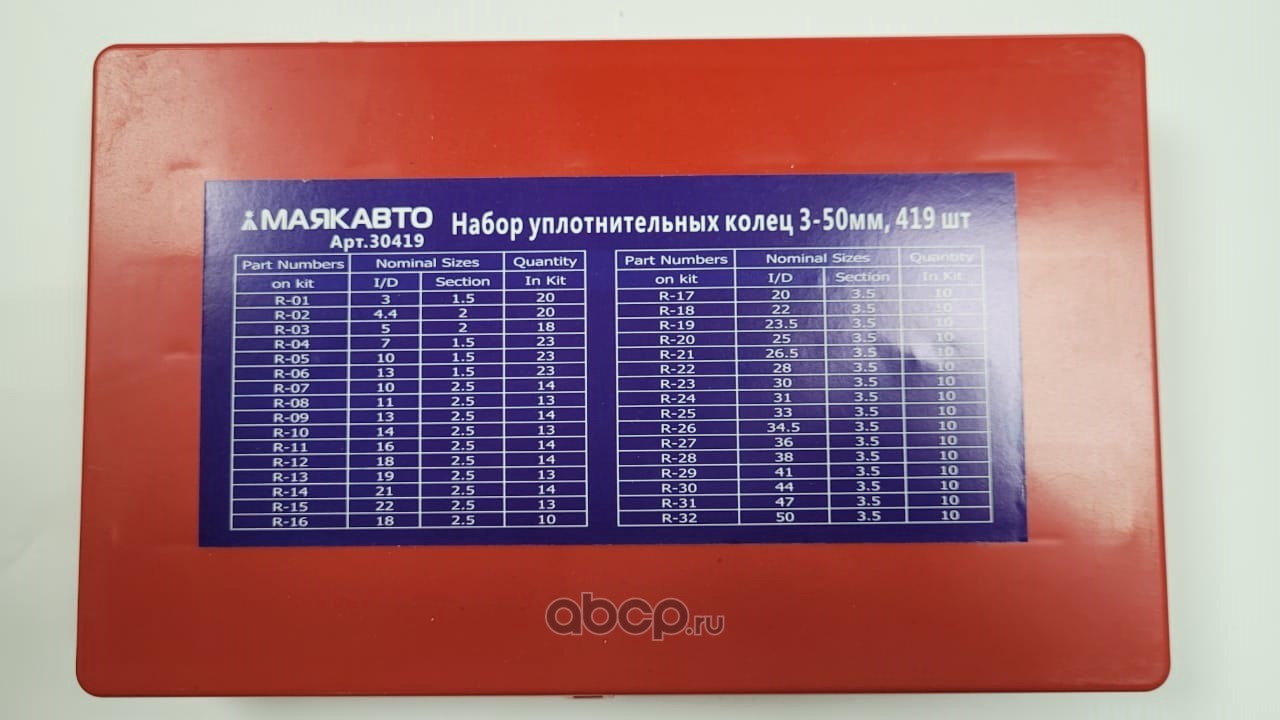 МАЯКАВТО
Арт.30419
Набор уплотнительных колец 3-50мм, 419 шт
Part Numbers Nominal Sizes Quantity
on kit I/D Section In Kit
R-01 3 1.5 20
R-02 4.4 2 20
R-03 5 2 18
R-04 7 1.5 23
R-05 10 1.5 23
R-06 13 1.5 23
R-07 10 2.5 14
R-08 11 2.5 13
R-09 13 2.5 14
R-10 14 2.5 13
R-11 16 2.5 14
R-12 18 2.5 14
R-13 19 2.5 13
R-14 21 2.5 14
R-15 22 2.5 13
R-16 18 2.5 10
Part Numbers Nominal Sizes Quantity
on kit I/D Section In Kit
R-17 20 3.5 10
R-18 22 3.5 10
R-19 23.5 3.5 10
R-20 25 3.5 10
R-21 26.5 3.5 10
R-22 28 3.5 10
R-23 30 3.5 10
R-24 31 3.5 10
R-25 33 3.5 10
R-26 34.5 3.5 10
R-27 36 3.5 10
R-28 38 3.5 10
R-29 41 3.5 10
R-30 44 3.5 10
R-31 47 3.5 10
R-32 50 3.5 10
abcp.ru